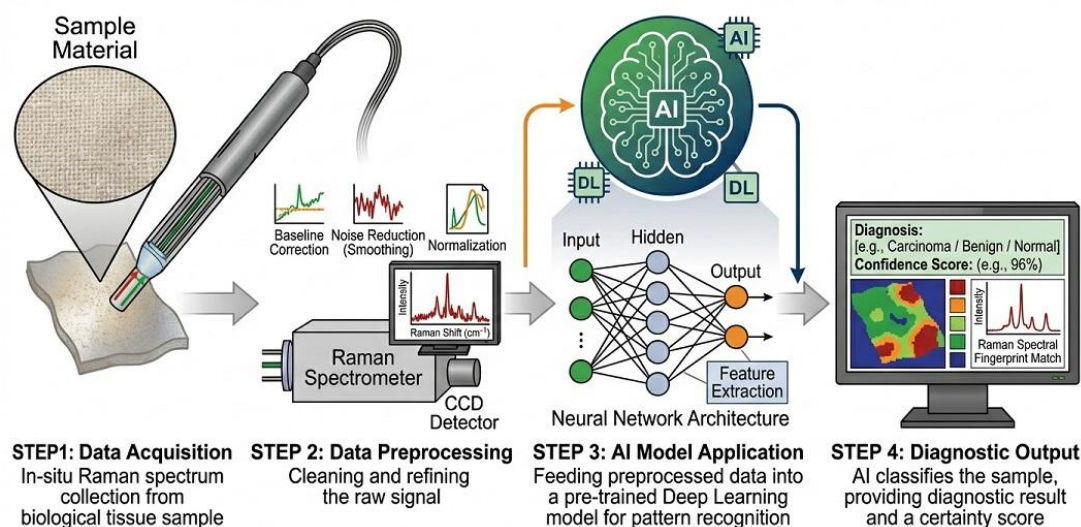 Sample
Material
Baseline
Correction
Noise Reduction
(Smoothing)
Normalization
Intensity
Raman Shift (cm⁻¹)
Raman
Spectrometer
CCD
Detector
AI
AI
DL
DL
Input
Hidden
Output
Feature
Extraction
Neural Network Architecture
Diagnosis:
[e.g., Carcinoma / Benign / Normal]
Confidence Score: (e.g., 96%)
Intensity
Raman Spectral
Fingerprint Match
STEP1: Data Acquisition
In-situ Raman spectrum
collection from
biological tissue sample
STEP 2: Data Preprocessing
Cleaning and refining
the raw signal
STEP 3: AI Model Application
Feeding preprocessed data into
a pre-trained Deep Learning
model for pattern recognition
STEP 4: Diagnostic Output
AI classifies the sample,
providing diagnostic result
and a certainty score